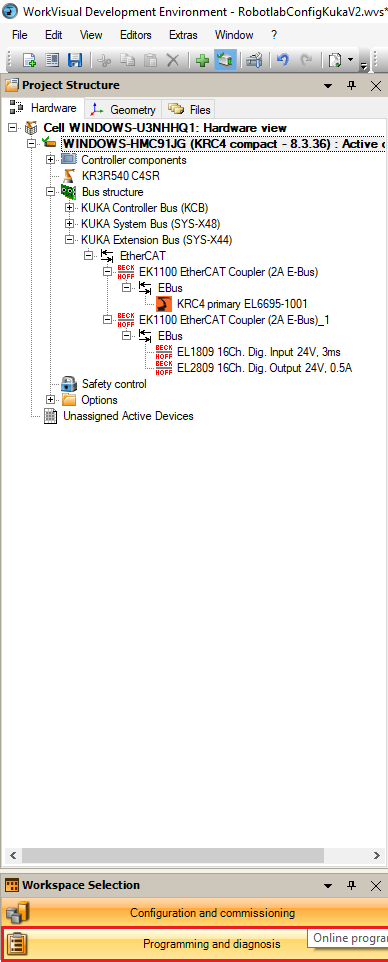 WorkVisual Development Environment - RobotlabConfigKukaV2.wvs*
File Edit View Editors Extras Window ?
Project Structure
Hardware Geometry Files
Cell WINDOWS-U3NHHQ1: Hardware view
WINDOWS-HMC91JG (KRC4 compact - 8.3.36) : Active c
Controller components
KR3R540 C4SR
Bus structure
KUKA Controller Bus (KCB)
KUKA System Bus (SYS-X48)
KUKA Extension Bus (SYS-X44)
EtherCAT
BECK
HOFF
EK1100 EtherCAT Coupler (2A E-Bus)
EBus
KRC4 primary EL6695-1001
BECK
HOFF
EK1100 EtherCAT Coupler (2A E-Bus)_1
EBus
BECK
HOFF
EL1809 16Ch. Dig. Input 24V, 3ms
BECK
HOFF
EL2809 16Ch. Dig. Output 24V, 0.5A
Safety control
Options
Unassigned Active Devices
Workspace Selection
Configuration and commissioning
Programming and diagnosis
Online progra